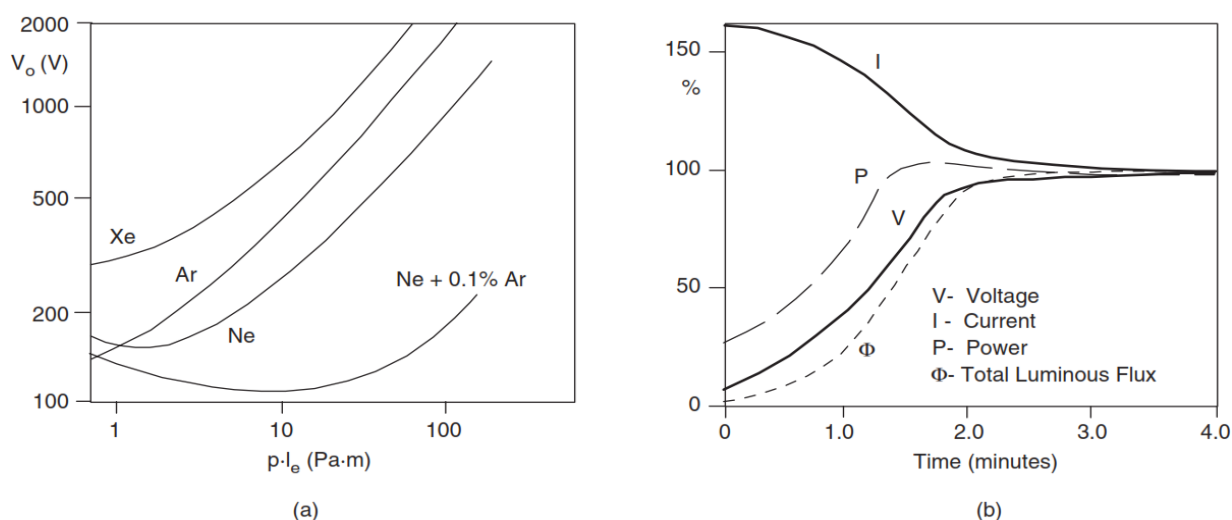 2000
V₀ (V)
1000
500
200
100
Xe
Ar
Ne
Ne + 0.1% Ar
1
10
100
p·lₑ (Pa·m)
(a)
150
%
100
50
0
I
P
V
Φ
V- Voltage
I - Current
P- Power
Φ- Total Luminous Flux
0
1.0
2.0
3.0
4.0
Time (minutes)
(b)